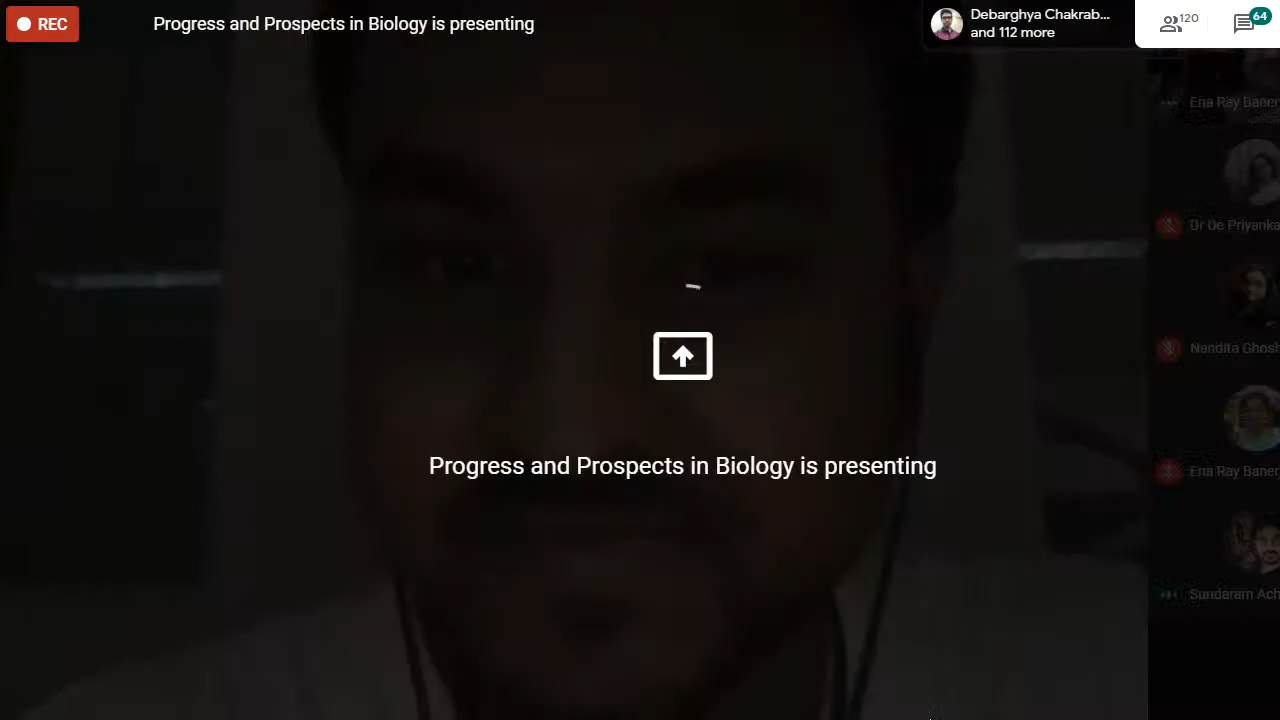 REC
Progress and Prospects in Biology is presenting
Debarghya Chakrab...
and 112 more
120
64
Ena Ray Baner
Dr De Priyanka
Nandita Ghosh
Progress and Prospects in Biology is presenting
Ena Ray Baner
Sundaram Ach